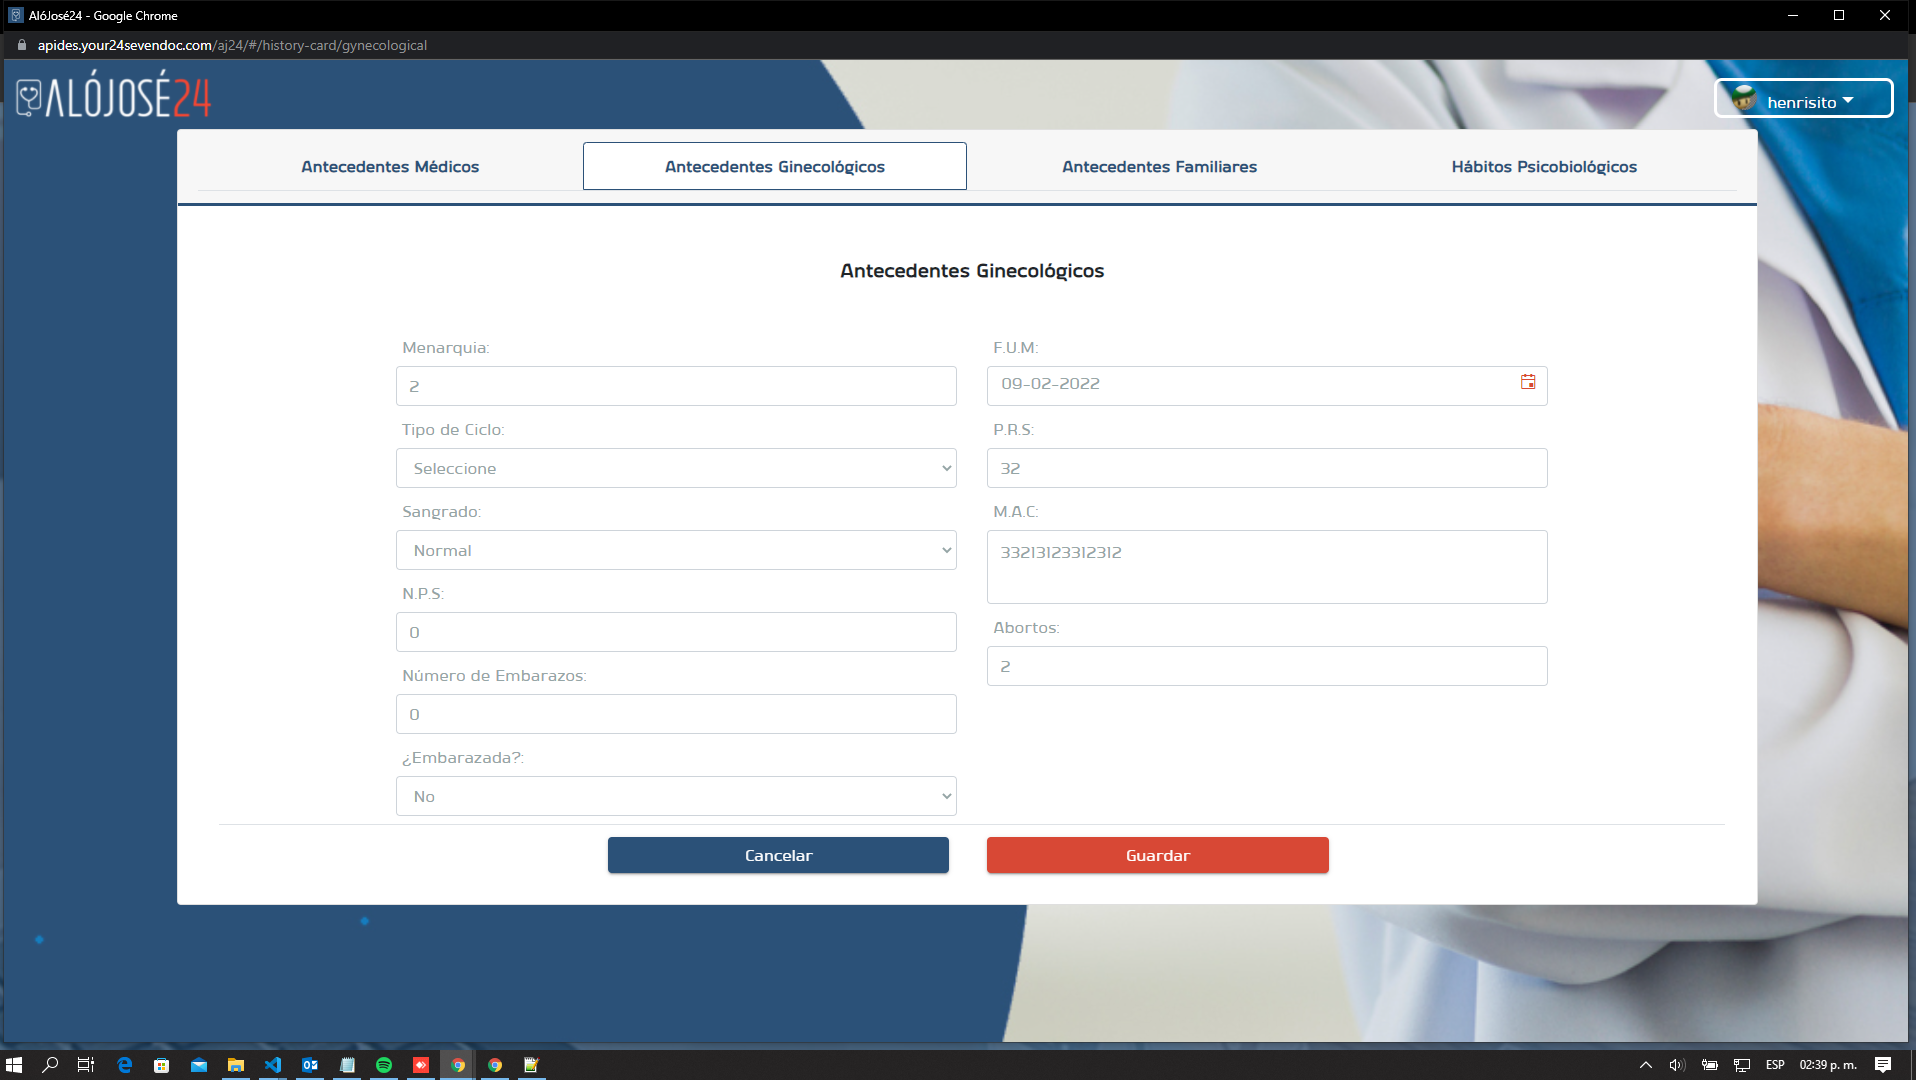 AlóJosé24 - Google Chrome
apides.your24sevendoc.com/aj24/#/history-card/gynecological
ALÓJOSÉ24
henrisito
Antecedentes Médicos
Antecedentes Ginecológicos
Antecedentes Familiares
Hábitos Psicobiológicos
Antecedentes Ginecológicos
Menarquia:
2
Tipo de Ciclo:
Seleccione
Sangrado:
Normal
N.P.S:
0
Número de Embarazos:
0
¿Embarazada?:
No
F.U.M:
09-02-2022
P.R.S:
32
M.A.C:
33213123312312
Abortos:
2
Cancelar
Guardar
ESP
02:39 p. m.